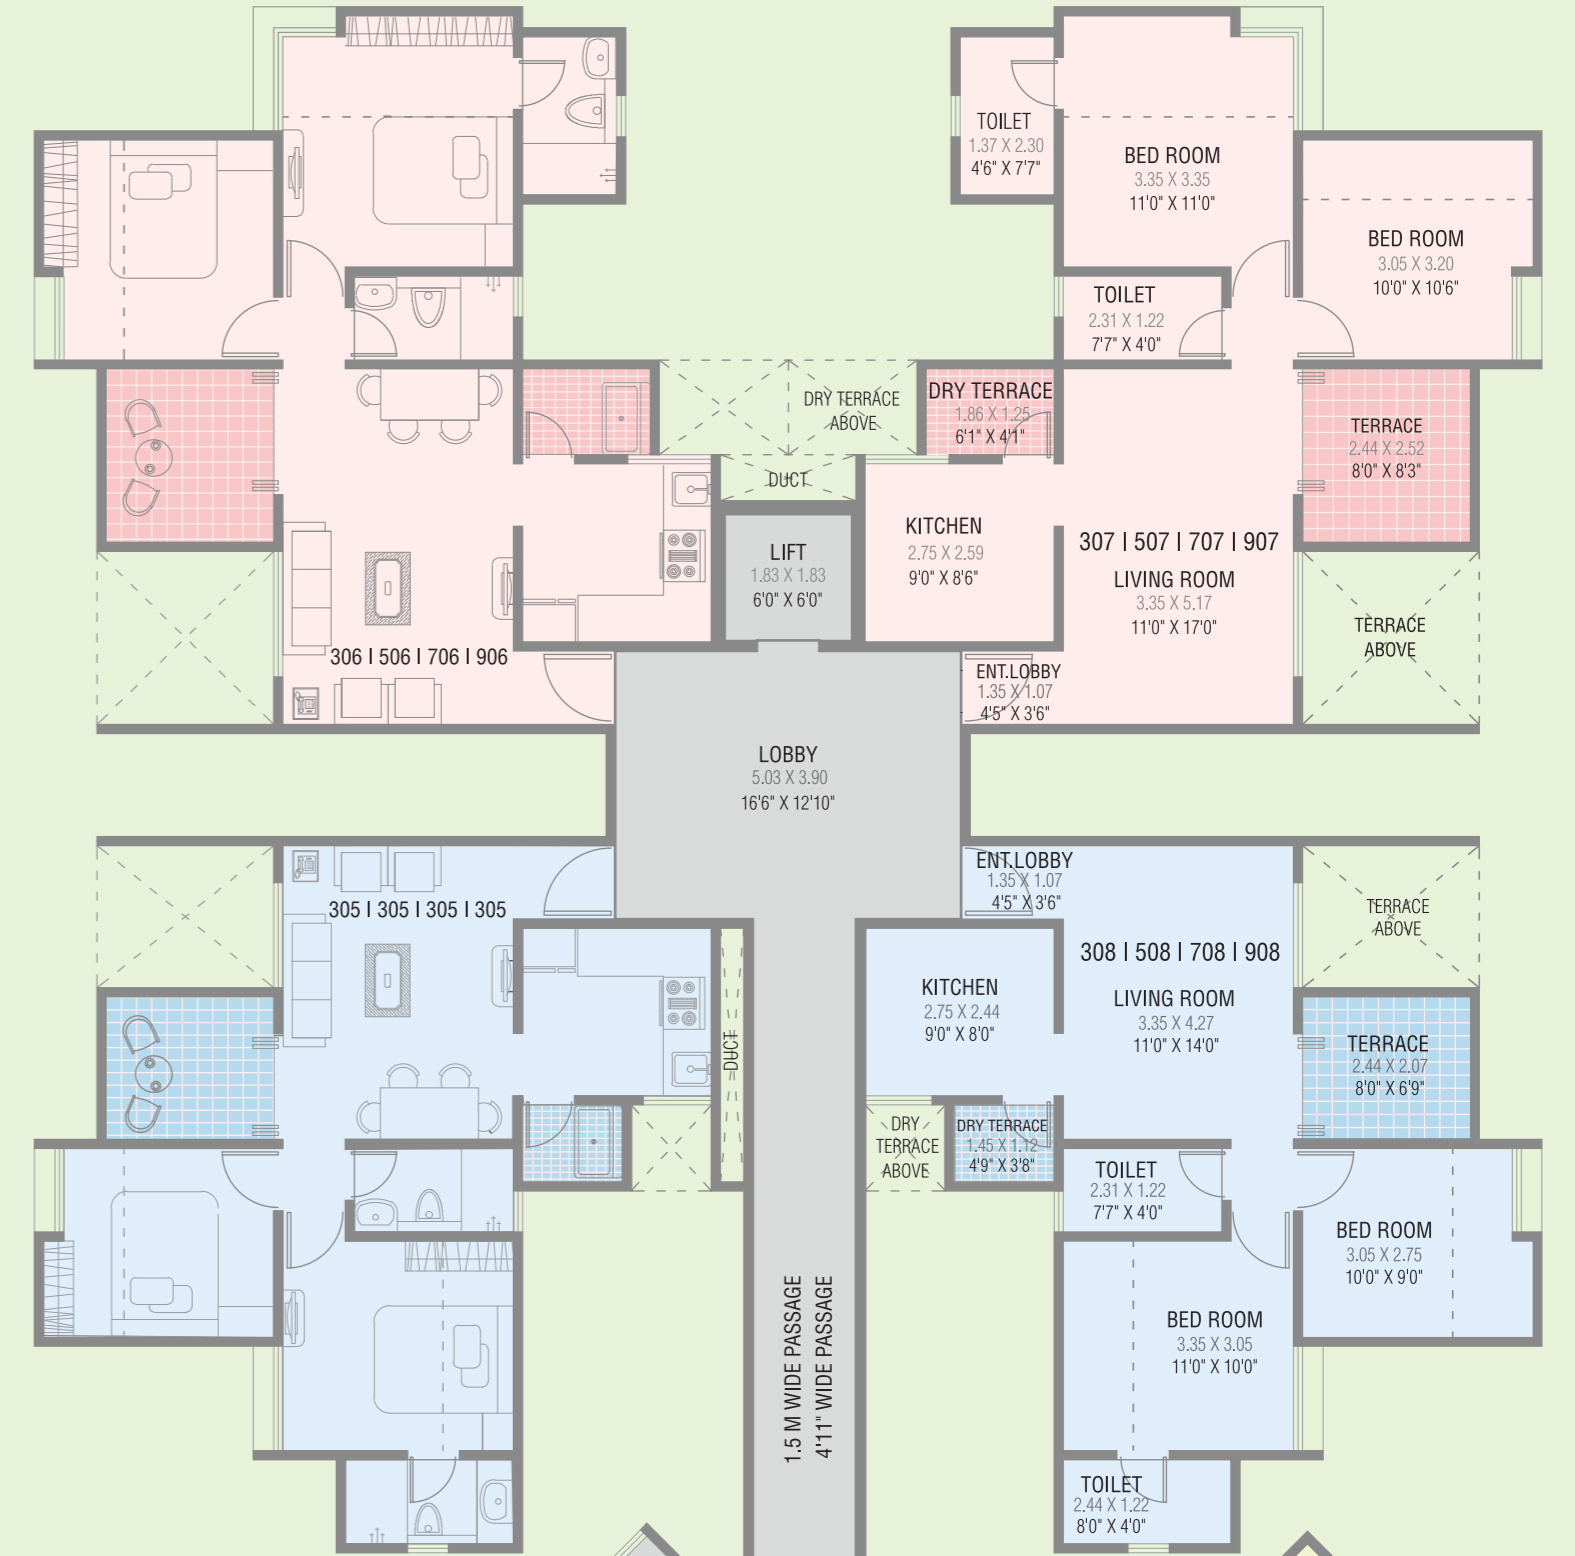 TOILET
1.37 X 2.30
4'6" X 7'7"
BED ROOM
3.35 X 3.35
11'0" X 11'0"
BED ROOM
3.05 X 3.20
10'0" X 10'6"
TOILET
2.31 X 1.22
7'7" X 4'0"
DRY TERRACE
ABOVE
DRY TERRACE
1.86 X 1.25
6'1" X 4'1"
TERRACE
2.44 X 2.52
8'0" X 8'3"
DUCT
LIFT
1.83 X 1.83
6'0" X 6'0"
KITCHEN
2.75 X 2.59
9'0" X 8'6"
307 I 507 I 707 I 907
LIVING ROOM
3.35 X 5.17
11'0" X 17'0"
TERRACE
ABOVE
306 I 506 I 706 I 906
ENT.LOBBY
1.35 X 1.07
4'5" X 3'6"
LOBBY
5.03 X 3.90
16'6" X 12'10"
305 I 305 I 305 I 305
ENT.LOBBY
1.35 X 1.07
4'5" X 3'6"
TERRACE
ABOVE
308 I 508 I 708 I 908
KITCHEN
2.75 X 2.44
9'0" X 8'0"
LIVING ROOM
3.35 X 4.27
11'0" X 14'0"
DUCT
TERRACE
2.44 X 2.07
8'0" X 6'9"
DRY
TERRACE
ABOVE
DRY TERRACE
1.45 X 1.12
4'9" X 3'8"
TOILET
2.31 X 1.22
7'7" X 4'0"
BED ROOM
3.05 X 2.75
10'0" X 9'0"
BED ROOM
3.35 X 3.05
11'0" X 10'0"
1.5 M WIDE PASSAGE
4'11" WIDE PASSAGE
TOILET
2.44 X 1.22
8'0" X 4'0"